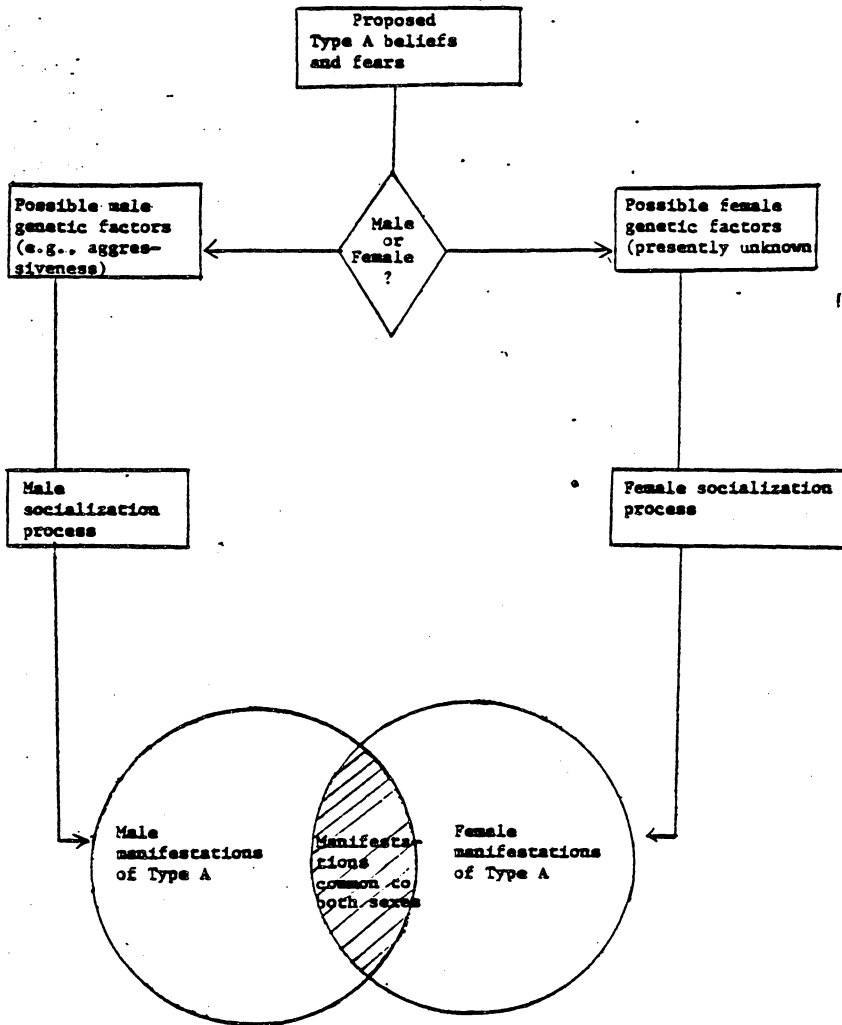 Proposed
Type A beliefs
and fears
Male
or
Female
?
Possible male
genetic factors
(e.g., aggres-
siveness)
Possible female
genetic factors
(presently unknown
Male
socialization
process
Female socialization
process
Male
manifestations
of Type A
Manifesta-
tions
common to
both sexes
Female
manifestations
of Type A